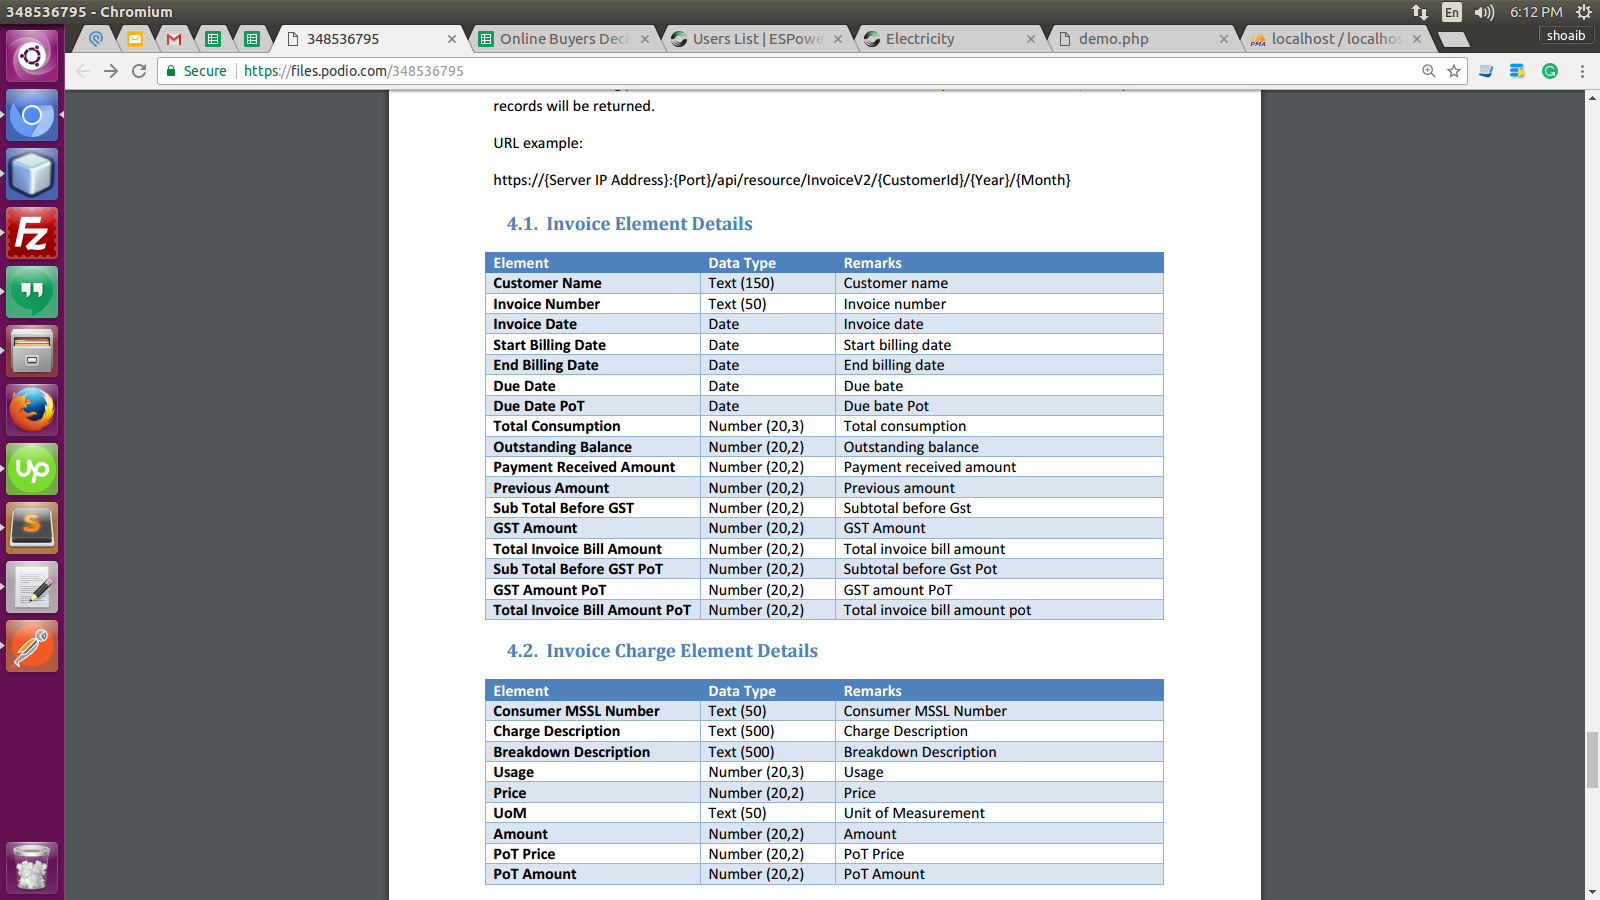 348536795 - Chromium
En
6:12 PM
348536795
Online Buyers Deci
Users List | ESPowe
Electricity
demo.php
PMA
localhost / localhos
shoaib
Secure
https://files.podio.com/348536795
records will be returned.
URL example:
https://{Server IP Address}:{Port}/api/resource/InvoiceV2/{CustomerId}/{Year}/{Month}
4.1. Invoice Element Details
Element Data Type Remarks
Customer Name Text (150) Customer name
Invoice Number Text (50) Invoice number
Invoice Date Date Invoice date
Start Billing Date Date Start billing date
End Billing Date Date End billing date
Due Date Date Due bate
Due Date PoT Date Due bate Pot
Total Consumption Number (20,3) Total consumption
Outstanding Balance Number (20,2) Outstanding balance
Payment Received Amount Number (20,2) Payment received amount
Previous Amount Number (20,2) Previous amount
Sub Total Before GST Number (20,2) Subtotal before Gst
GST Amount Number (20,2) GST Amount
Total Invoice Bill Amount Number (20,2) Total invoice bill amount
Sub Total Before GST PoT Number (20,2) Subtotal before Gst Pot
GST Amount PoT Number (20,2) GST amount PoT
Total Invoice Bill Amount PoT Number (20,2) Total invoice bill amount pot
4.2. Invoice Charge Element Details
Element Data Type Remarks
Consumer MSSL Number Text (50) Consumer MSSL Number
Charge Description Text (500) Charge Description
Breakdown Description Text (500) Breakdown Description
Usage Number (20,3) Usage
Price Number (20,2) Price
UoM Text (50) Unit of Measurement
Amount Number (20,2) Amount
PoT Price Number (20,2) PoT Price
PoT Amount Number (20,2) PoT Amount
Fz
up
S